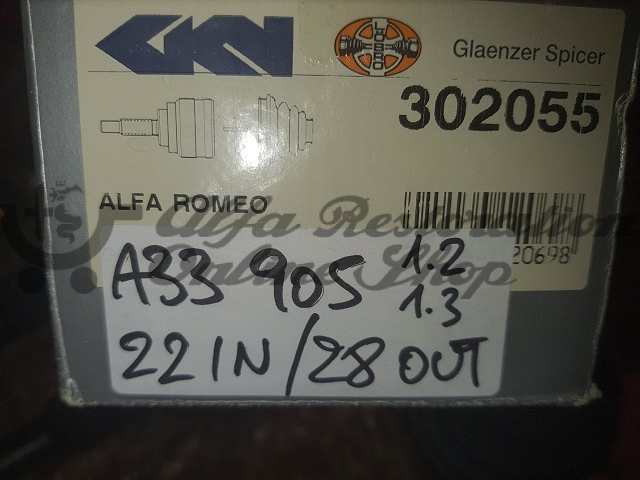 GKN
LÖBRO
Glaenzer Spicer
302055
ALFA ROMEO
Alfa Restoration
Online Shop
20698
A33 905 1.2
1.3
22 IN/28 OUT